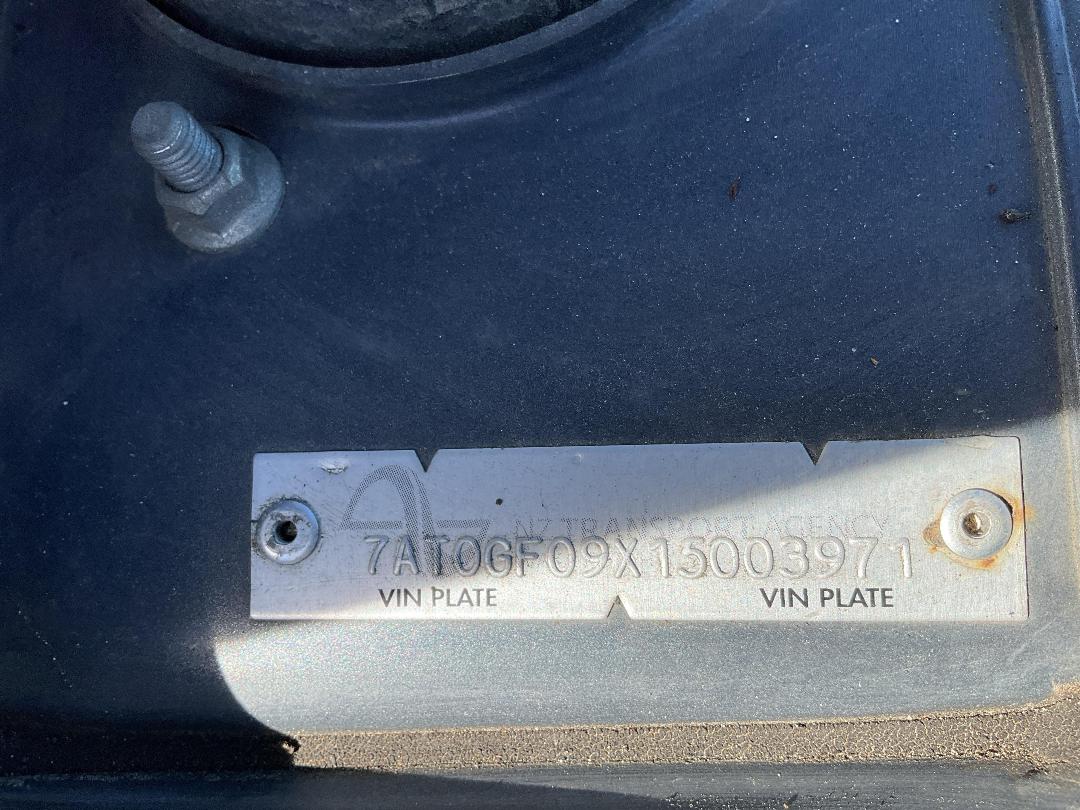 NZ TRANSPORT AGENCY
7AT0GF09X15003971
VIN PLATE VIN PLATE